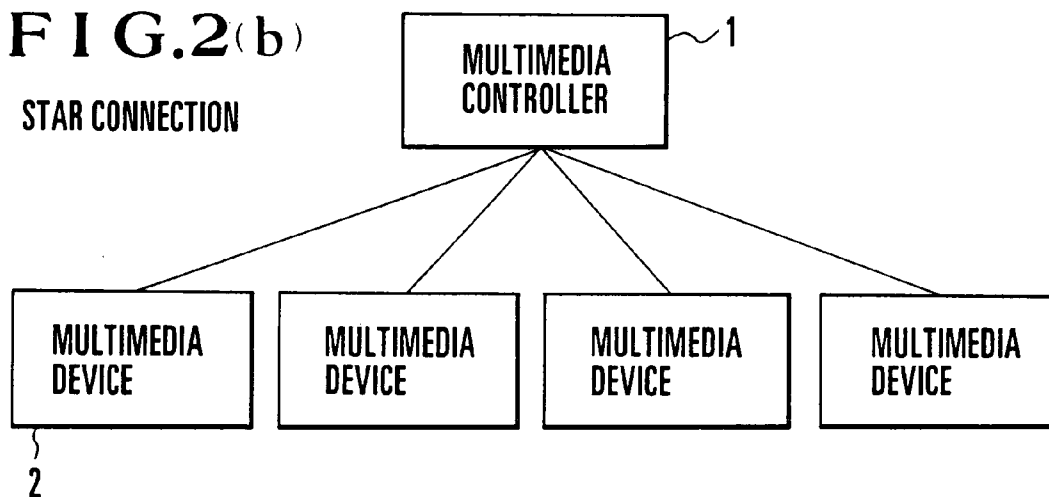 FIG.2(b)
STAR CONNECTION
MULTIMEDIA
CONTROLLER
1
MULTIMEDIA
DEVICE
MULTIMEDIA
DEVICE
MULTIMEDIA
DEVICE
MULTIMEDIA
DEVICE
2